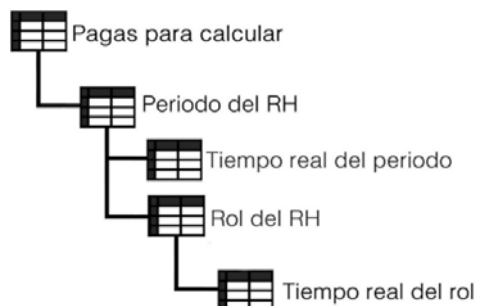 Pagas para calcular
Periodo del RH
Tiempo real del periodo
Rol del RH
Tiempo real del rol